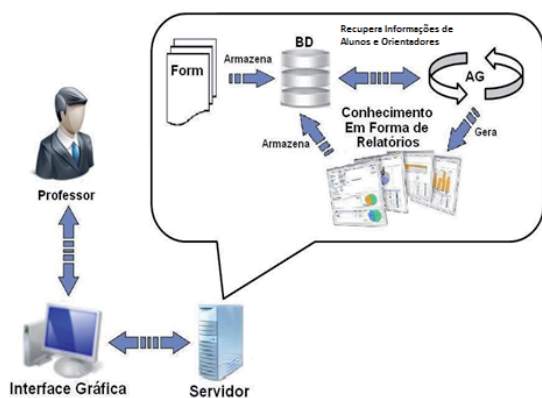 Recupera Informações de
Alunos e Orientadores
Armazena
BD
Form
AG
Conhecimento
Em Forma de
Relatórios
Armazena
Gera
Professor
Interface Gráfica
Servidor